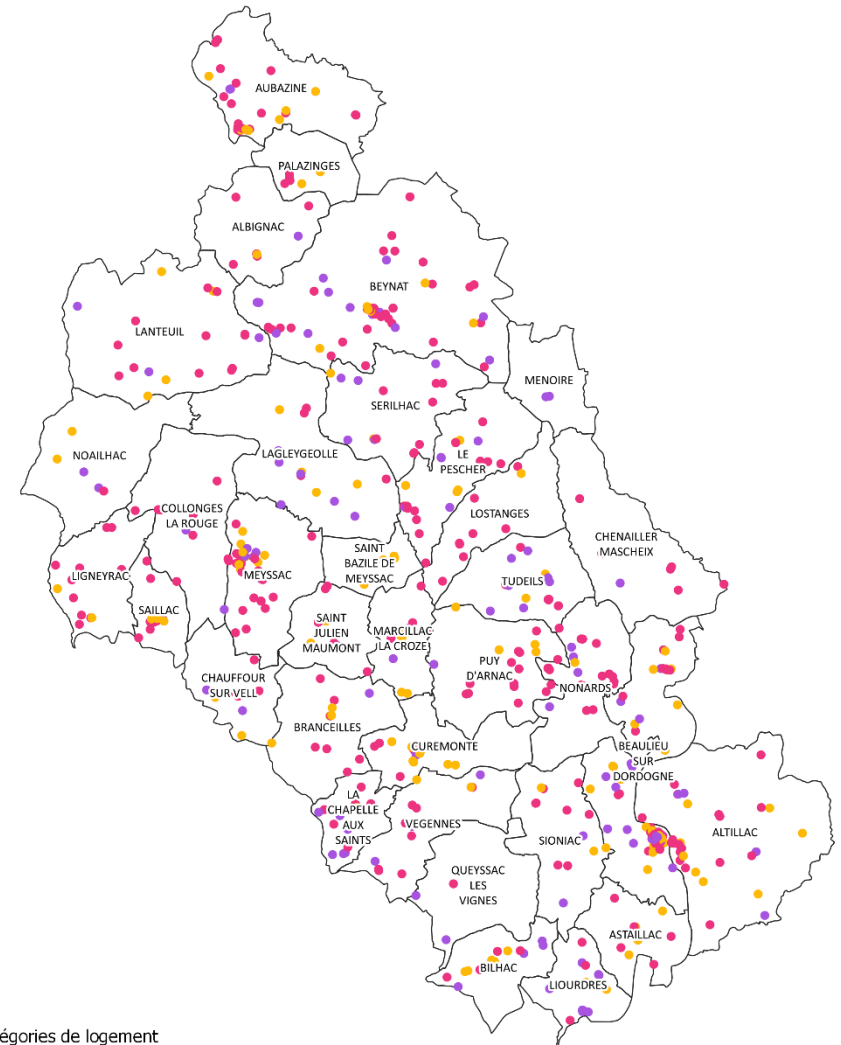 AUBAZINE
PALAZINGES
ALBIGNAC
BEYNAT
LANTEUIL
MENOIRE
SERILHAC
NOAILHAC
LAGLEYGEOLLE
LE
PESCHER
COLLONGES
LA ROUGE
LOSTANGES
CHENAILLER
MASCHEIX
SAINT
BAZILE DE
MEYSSAC
LIGNEYRAC
MEYSSAC
TUDEILS
SAILLAC
SAINT
JULIEN
MAUMONT
MARCILLAC
LA CROZE
PUY
D'ARNAC
CHAUFFOUR
SUR VELL
NONARDS
BRANCEILLES
CUREMONTE
BEAULIEU
SUR
DORDOGNE
LA
CHAPELLE
AUX
SAINTS
VEGENNES
SIONIAC
ALTILLAC
QUEYSSAC
LES
VIGNES
ASTAILLAC
BILHAC
LIOURDRES
égories de logement